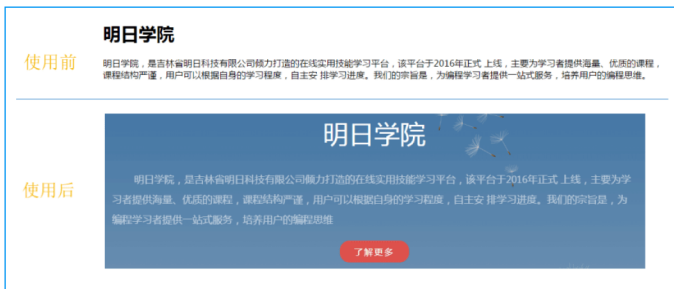 明日学院
使用前
明日学院，是吉林省明日科技有限公司倾力打造的在线实用技能学习平台，该平台于2016年正式 上线，主要为学习者提供海量、优质的课程，
课程结构严谨，用户可以根据自身的学习程度，自主安 排学习进度。我们的宗旨是，为编程学习者提供一站式服务，培养用户的编程思维。
明日学院
使用后
明日学院，是吉林省明日科技有限公司倾力打造的在线实用技能学习平台，该平台于2016年正式 上线，主要为学
习者提供海量、优质的课程，课程结构严谨，用户可以根据自身的学习程度，自主安 排学习进度。我们的宗旨是，为
编程学习者提供一站式服务，培养用户的编程思维
了解更多